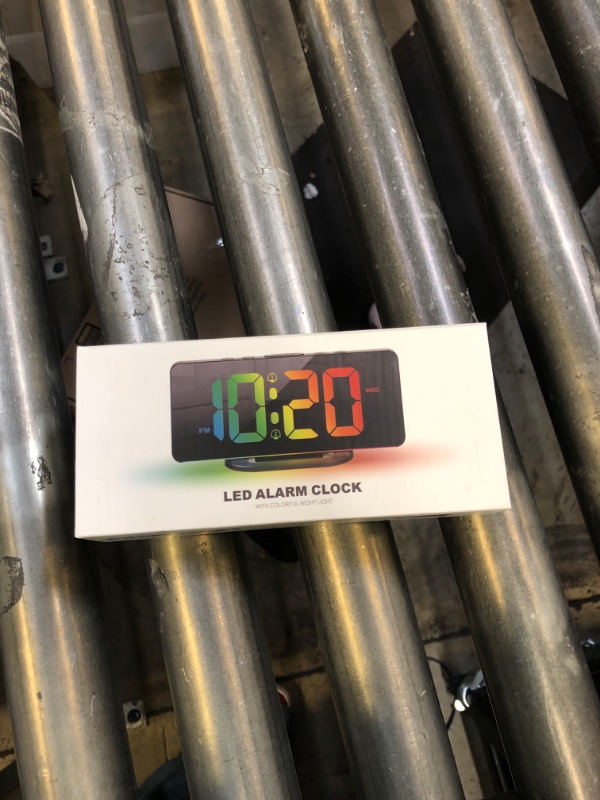 10:20
WED
PM
LED ALARM CLOCK
WITH COLORFUL NIGHT LIGHT